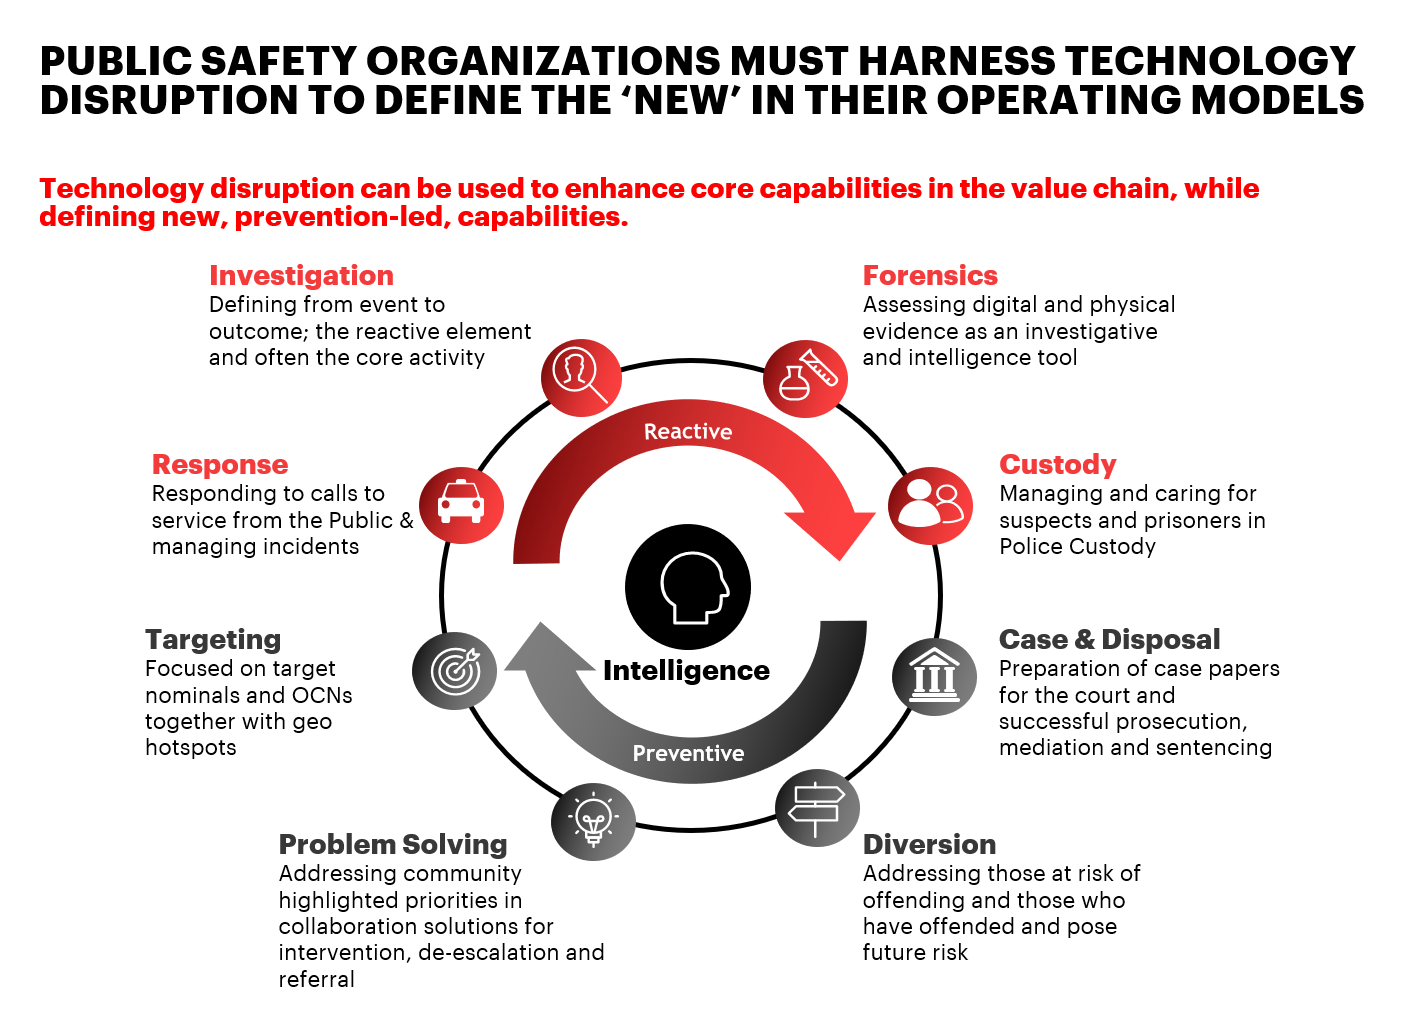 PUBLIC SAFETY ORGANIZATIONS MUST HARNESS TECHNOLOGY
DISRUPTION TO DEFINE THE ‘NEW’ IN THEIR OPERATING MODELS
Technology disruption can be used to enhance core capabilities in the value chain, while
defining new, prevention-led, capabilities.
Investigation
Defining from event to
outcome; the reactive element
and often the core activity
Forensics
Assessing digital and physical
evidence as an investigative
and intelligence tool
Reactive
Response
Responding to calls to
service from the Public &
managing incidents
Custody
Managing and caring for
suspects and prisoners in
Police Custody
Intelligence
Targeting
Focused on target
nominals and OCNs
together with geo
hotspots
Case & Disposal
Preparation of case papers
for the court and
successful prosecution,
mediation and sentencing
Preventive
Problem Solving
Addressing community
highlighted priorities in
collaboration solutions for
intervention, de-escalation and
referral
Diversion
Addressing those at risk of
offending and those who
have offended and pose
future risk